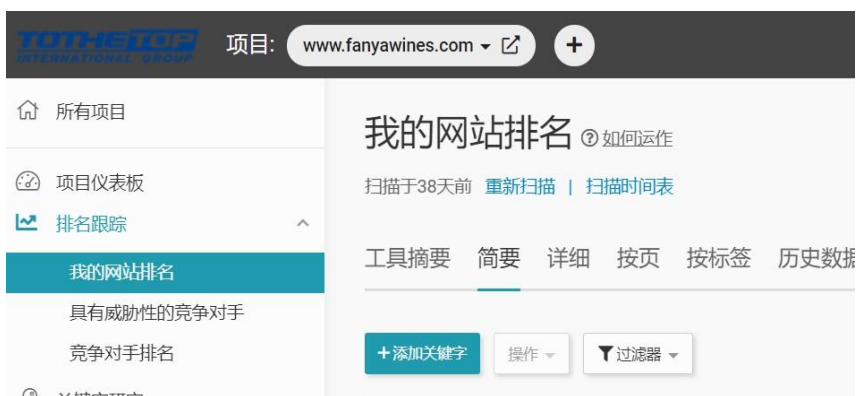 TOTHETOP
INTERNATIONAL GROUP
项目: www.fanyawines.com
所有项目
项目仪表板
排名跟踪
我的网站排名
具有威胁性的竞争对手
竞争对手排名
我的网站排名 如何运作
扫描于38天前 重新扫描 | 扫描时间表
工具摘要 简要 详细 按页 按标签 历史数据
+添加关键字 操作 过滤器